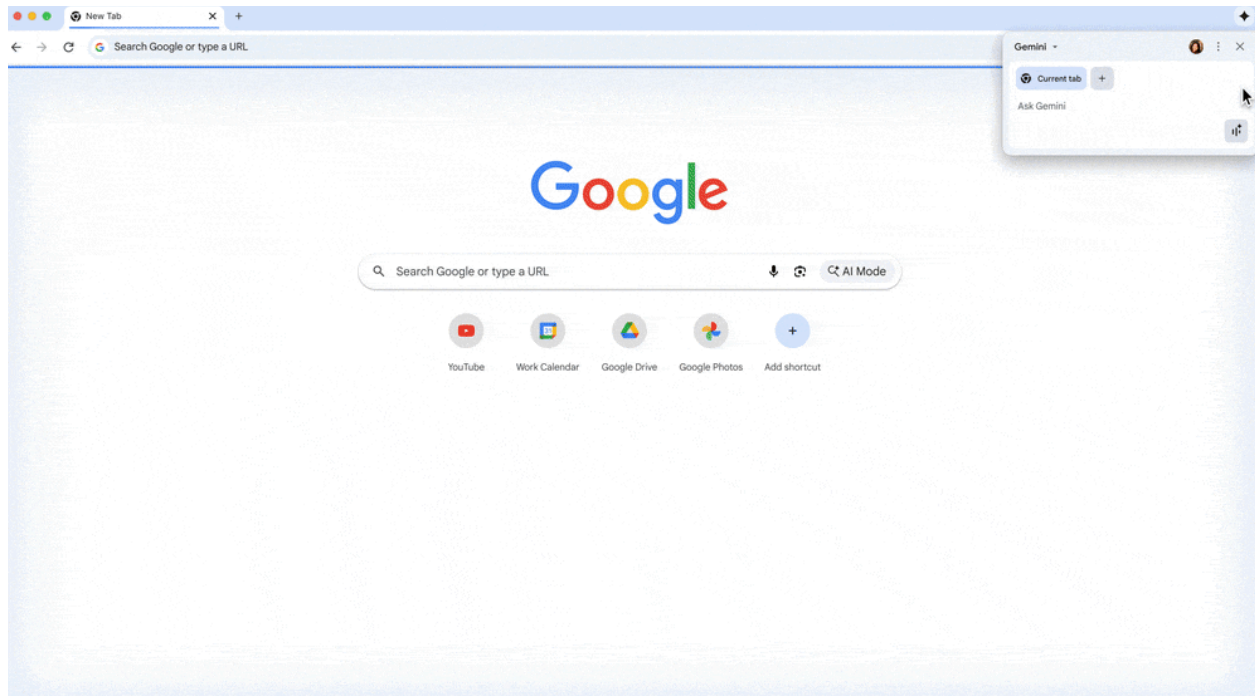 New Tab
Search Google or type a URL
Gemini
Current tab
Ask Gemini
Google
Search Google or type a URL
AI Mode
YouTube
Work Calendar
Google Drive
Google Photos
Add shortcut